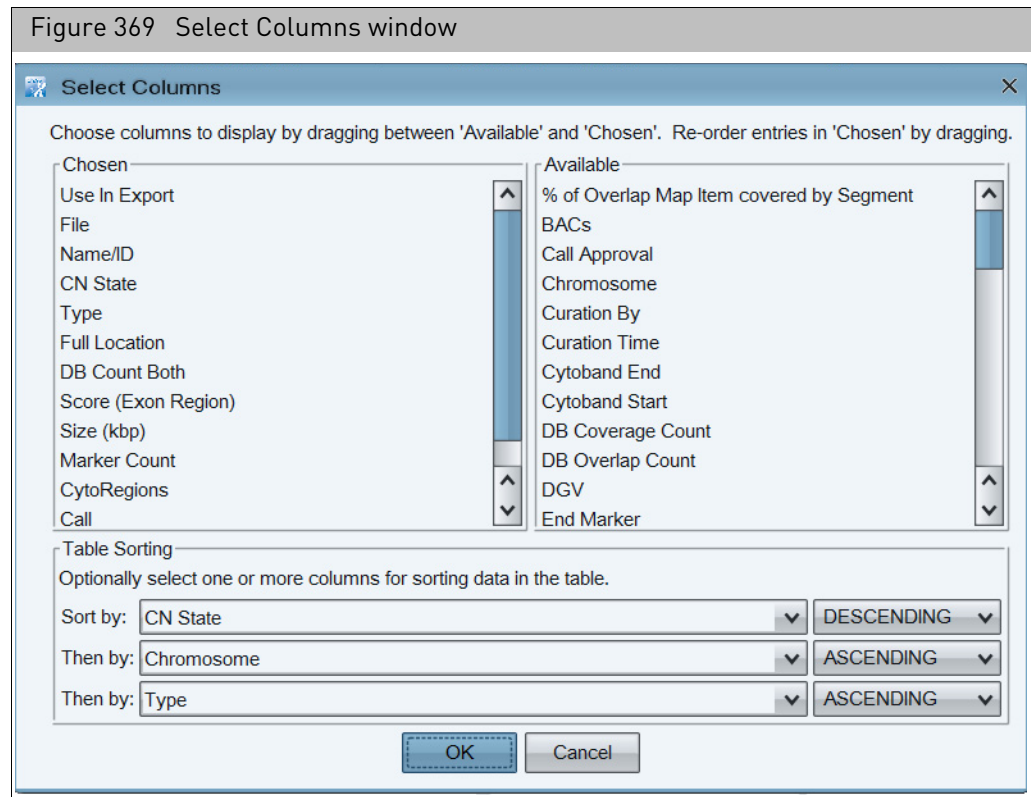 Figure 369 Select Columns window
Select Columns
Choose columns to display by dragging between 'Available' and 'Chosen'. Re-order entries in 'Chosen' by dragging.
Chosen
Use In Export
File
Name/ID
CN State
Type
Full Location
DB Count Both
Score (Exon Region)
Size (kbp)
Marker Count
CytoRegions
Call
Available
% of Overlap Map Item covered by Segment
BACs
Call Approval
Chromosome
Curation By
Curation Time
Cytoband End
Cytoband Start
DB Coverage Count
DB Overlap Count
DGV
End Marker
Table Sorting
Optionally select one or more columns for sorting data in the table.
Sort by: CN State DESCENDING
Then by: Chromosome ASCENDING
Then by: Type ASCENDING
OK Cancel